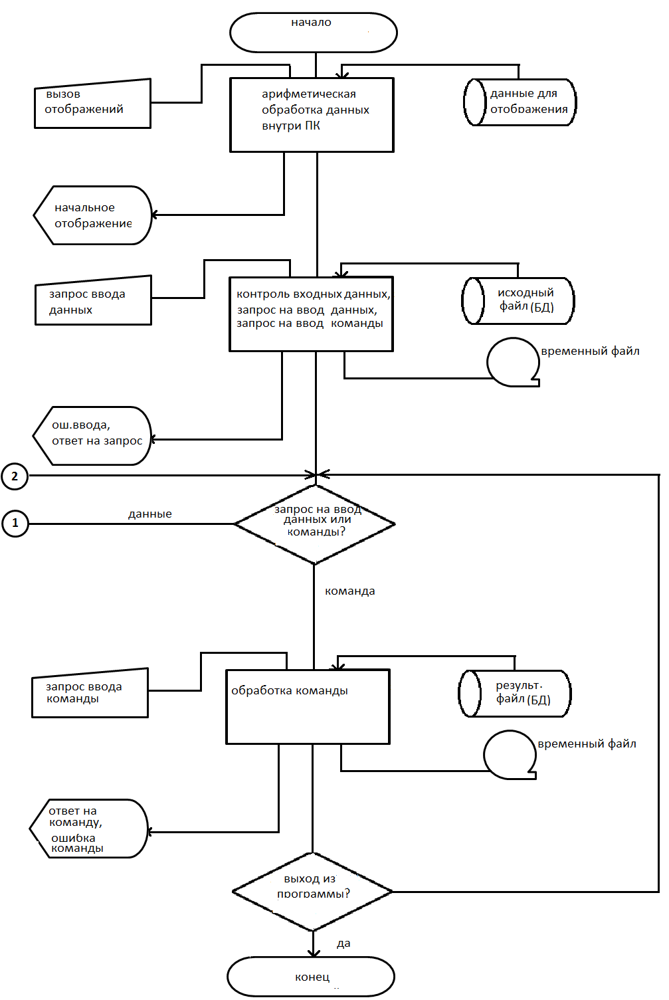 начало
вызов
отображений
арифметическая
обработка данных
внутри ПК
данные для
отображения
начальное
отображение
запрос ввода
данных
контроль входных данных,
запрос на ввод данных,
запрос на ввод команды
исходный
файл (БД)
временный файл
ош.ввода,
ответ на запрос
2
1
данные
запрос на ввод
данных или
команды?
команда
запрос ввода
команды
обработка команды
результ.
файл (БД)
временный файл
ответ на
команду,
ошибка
команды
выход из
программы?
да
конец